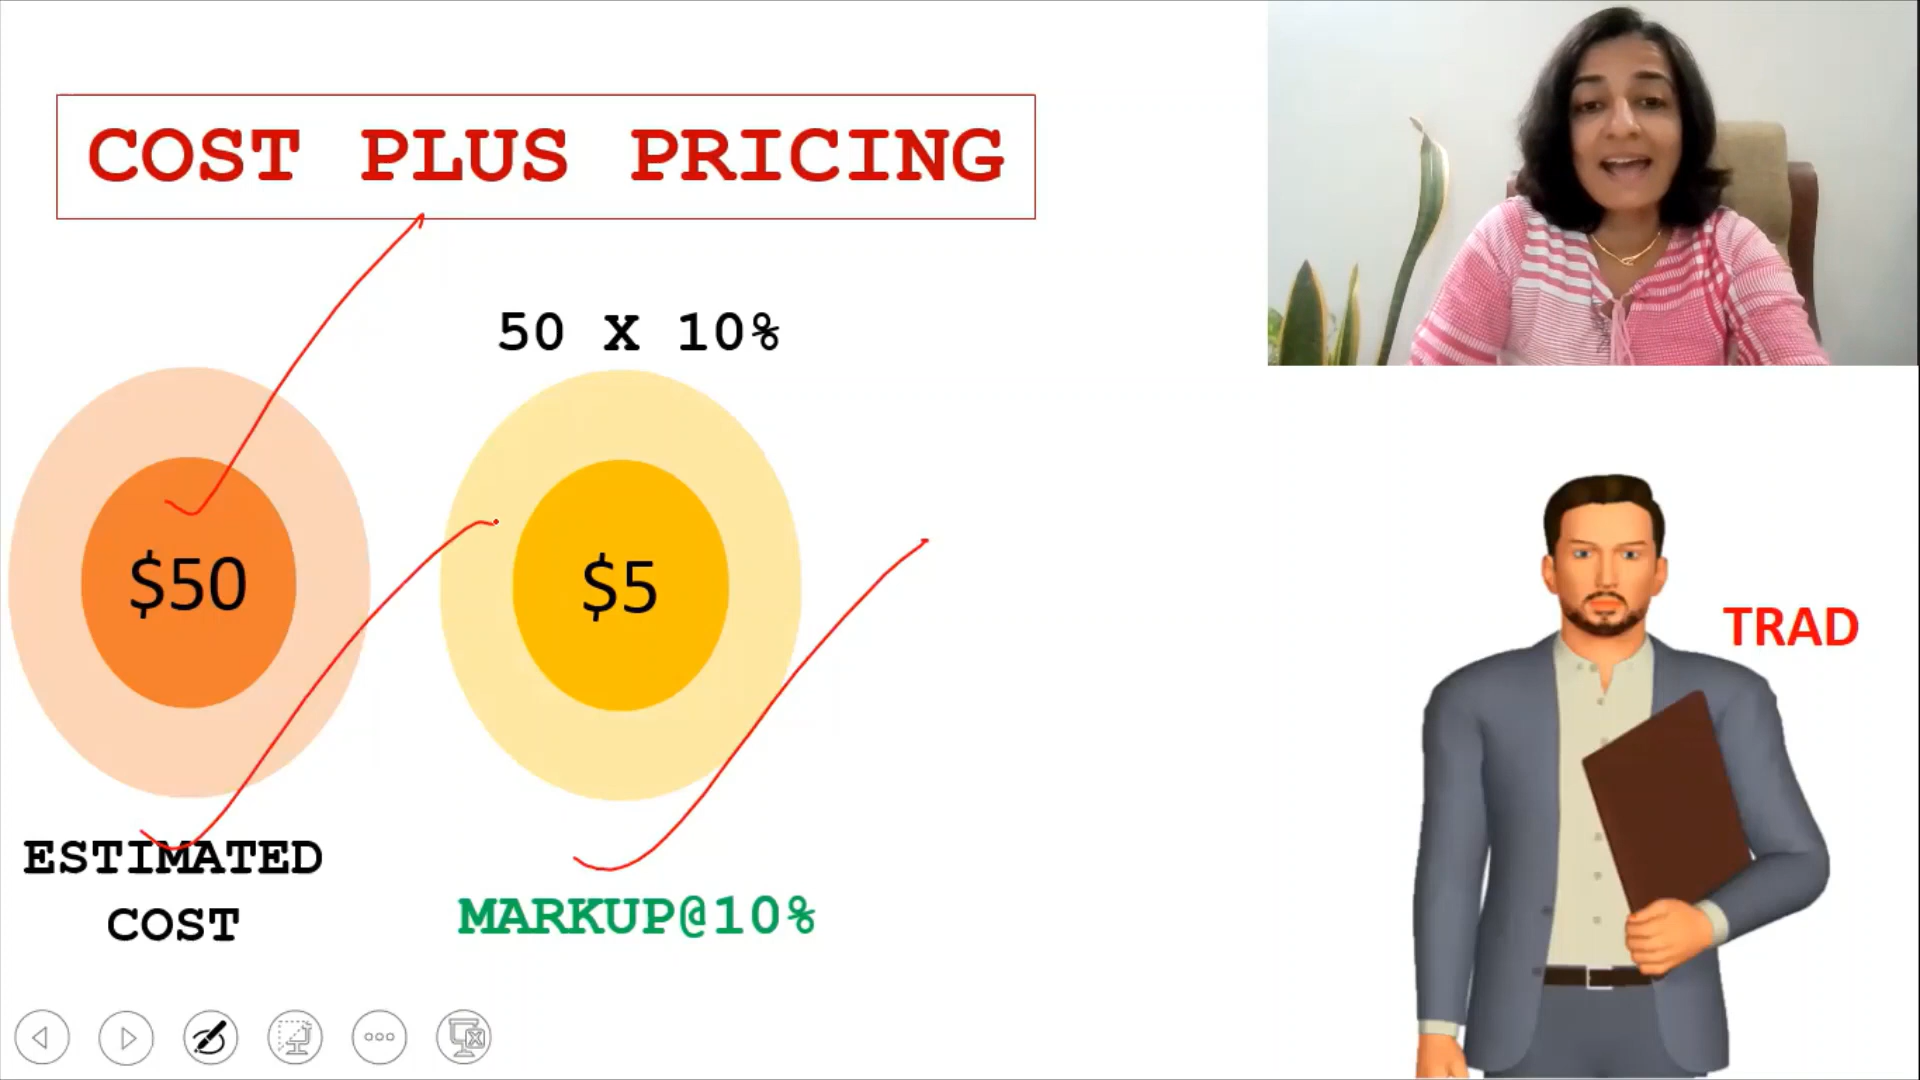 COST PLUS PRICING
50 X 10%
$50
$5
TRAD
ESTIMATED
COST
MARKUP@10%